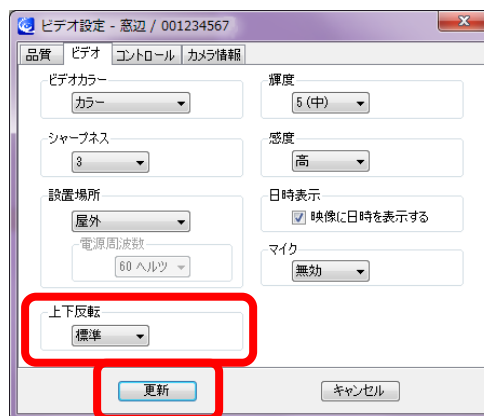 ビデオ設定 - 窓辺 / 001234567
品質 ビデオ コントロール カメラ情報
ビデオカラー
カラー
シャープネス
3
設置場所
屋外
電源周波数
60 ヘルツ
上下反転
標準
輝度
5 (中)
感度
高
日時表示
映像に日時を表示する
マイク
無効
更新 キャンセル